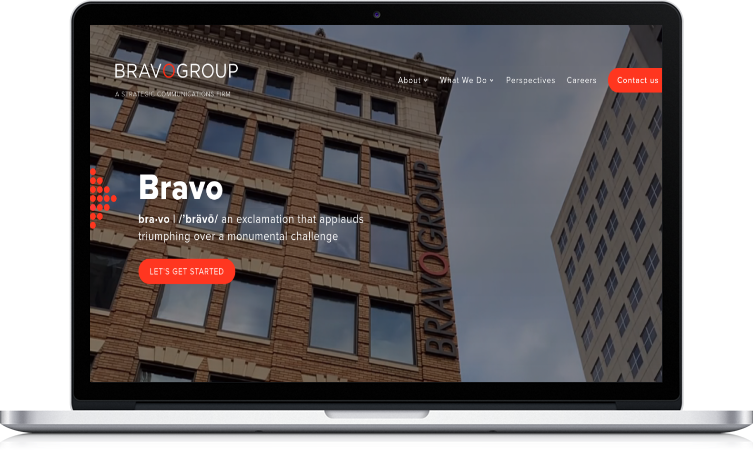 BRAVOGROUP
A STRATEGIC COMMUNICATIONS FIRM
About What We Do Perspectives Careers Contact us
Bravo
bra·vo | /'brävō/ an exclamation that applauds
triumphing over a monumental challenge
LET'S GET STARTED
BRAVOGROUP